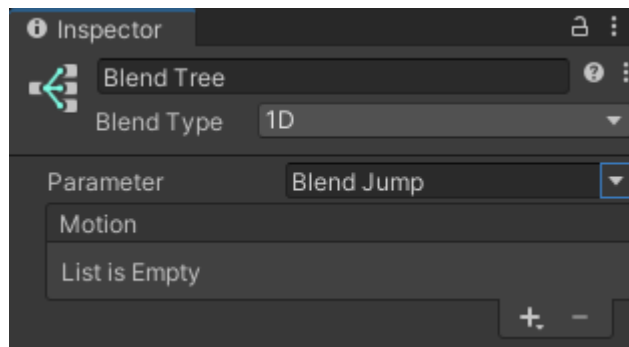 Inspector
Blend Tree
Blend Type 1D
Parameter Blend Jump
Motion
List is Empty